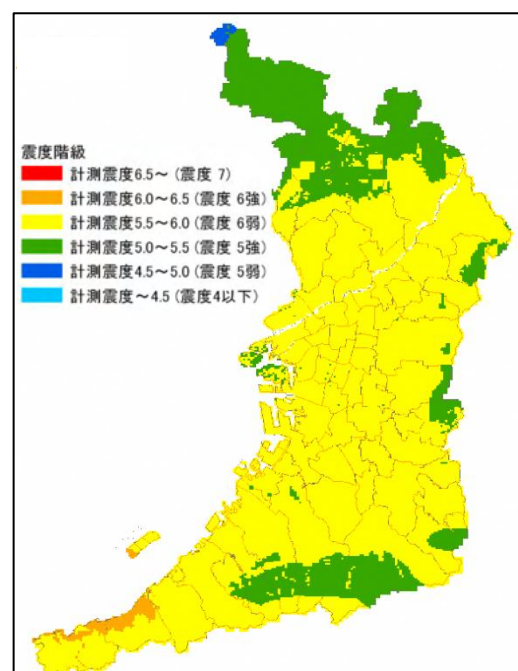 震度階級
計測震度6.5～ (震度 7)
計測震度6.0～6.5 (震度 6強)
計測震度5.5～6.0 (震度 6弱)
計測震度5.0～5.5 (震度 5強)
計測震度4.5～5.0 (震度 5弱)
計測震度～4.5 (震度4以下)